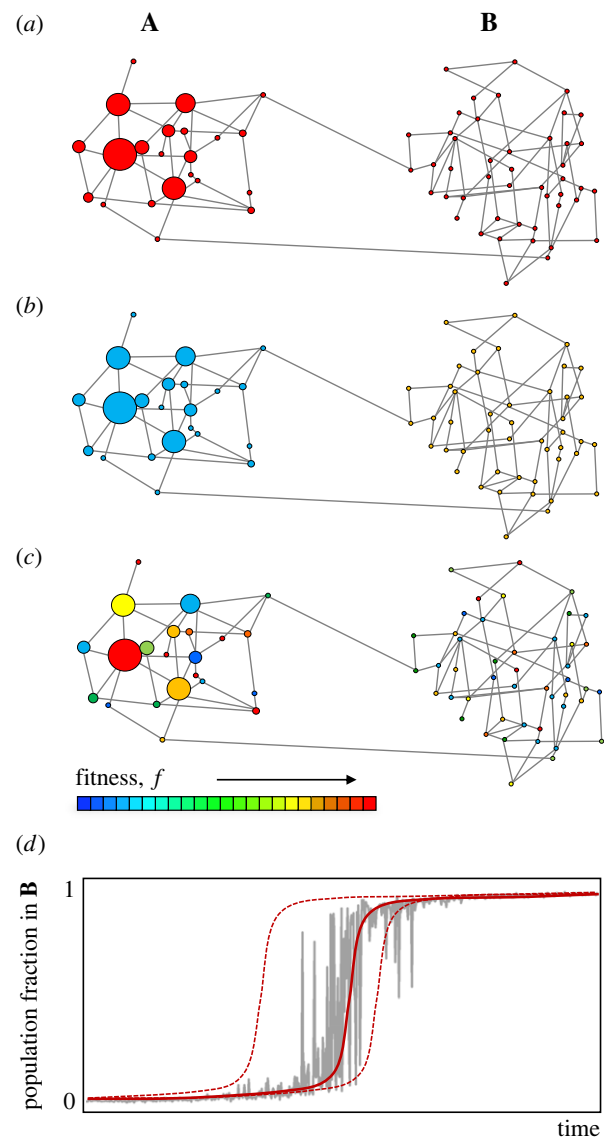 (a) A B
(b)
(c)
fitness, f
(d)
1
population fraction in B
0
time